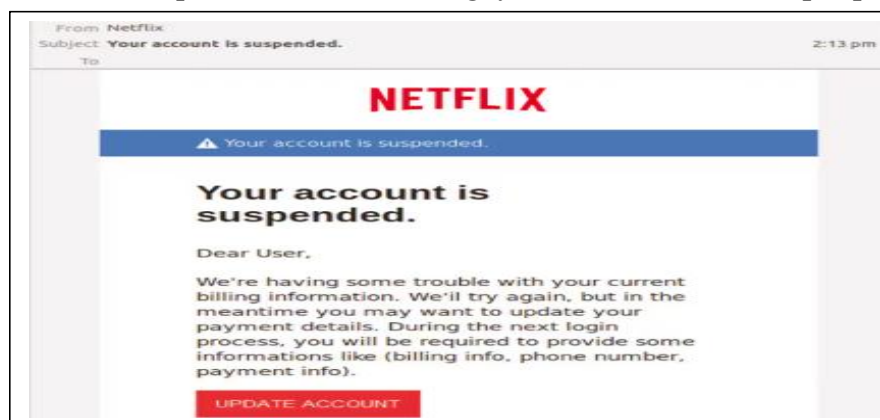 From Netflix
Subject Your account is suspended. 2:13 pm
To
NETFLIX
Your account is suspended.
Your account is
suspended.
Dear User,
We're having some trouble with your current
billing information. We'il try again, but in the
meantime you may want to update your
payment details. During the next login
process, you will be required to provide some
informations like (billing info, phone number,
payment info).
UPDATE ACCOUNT